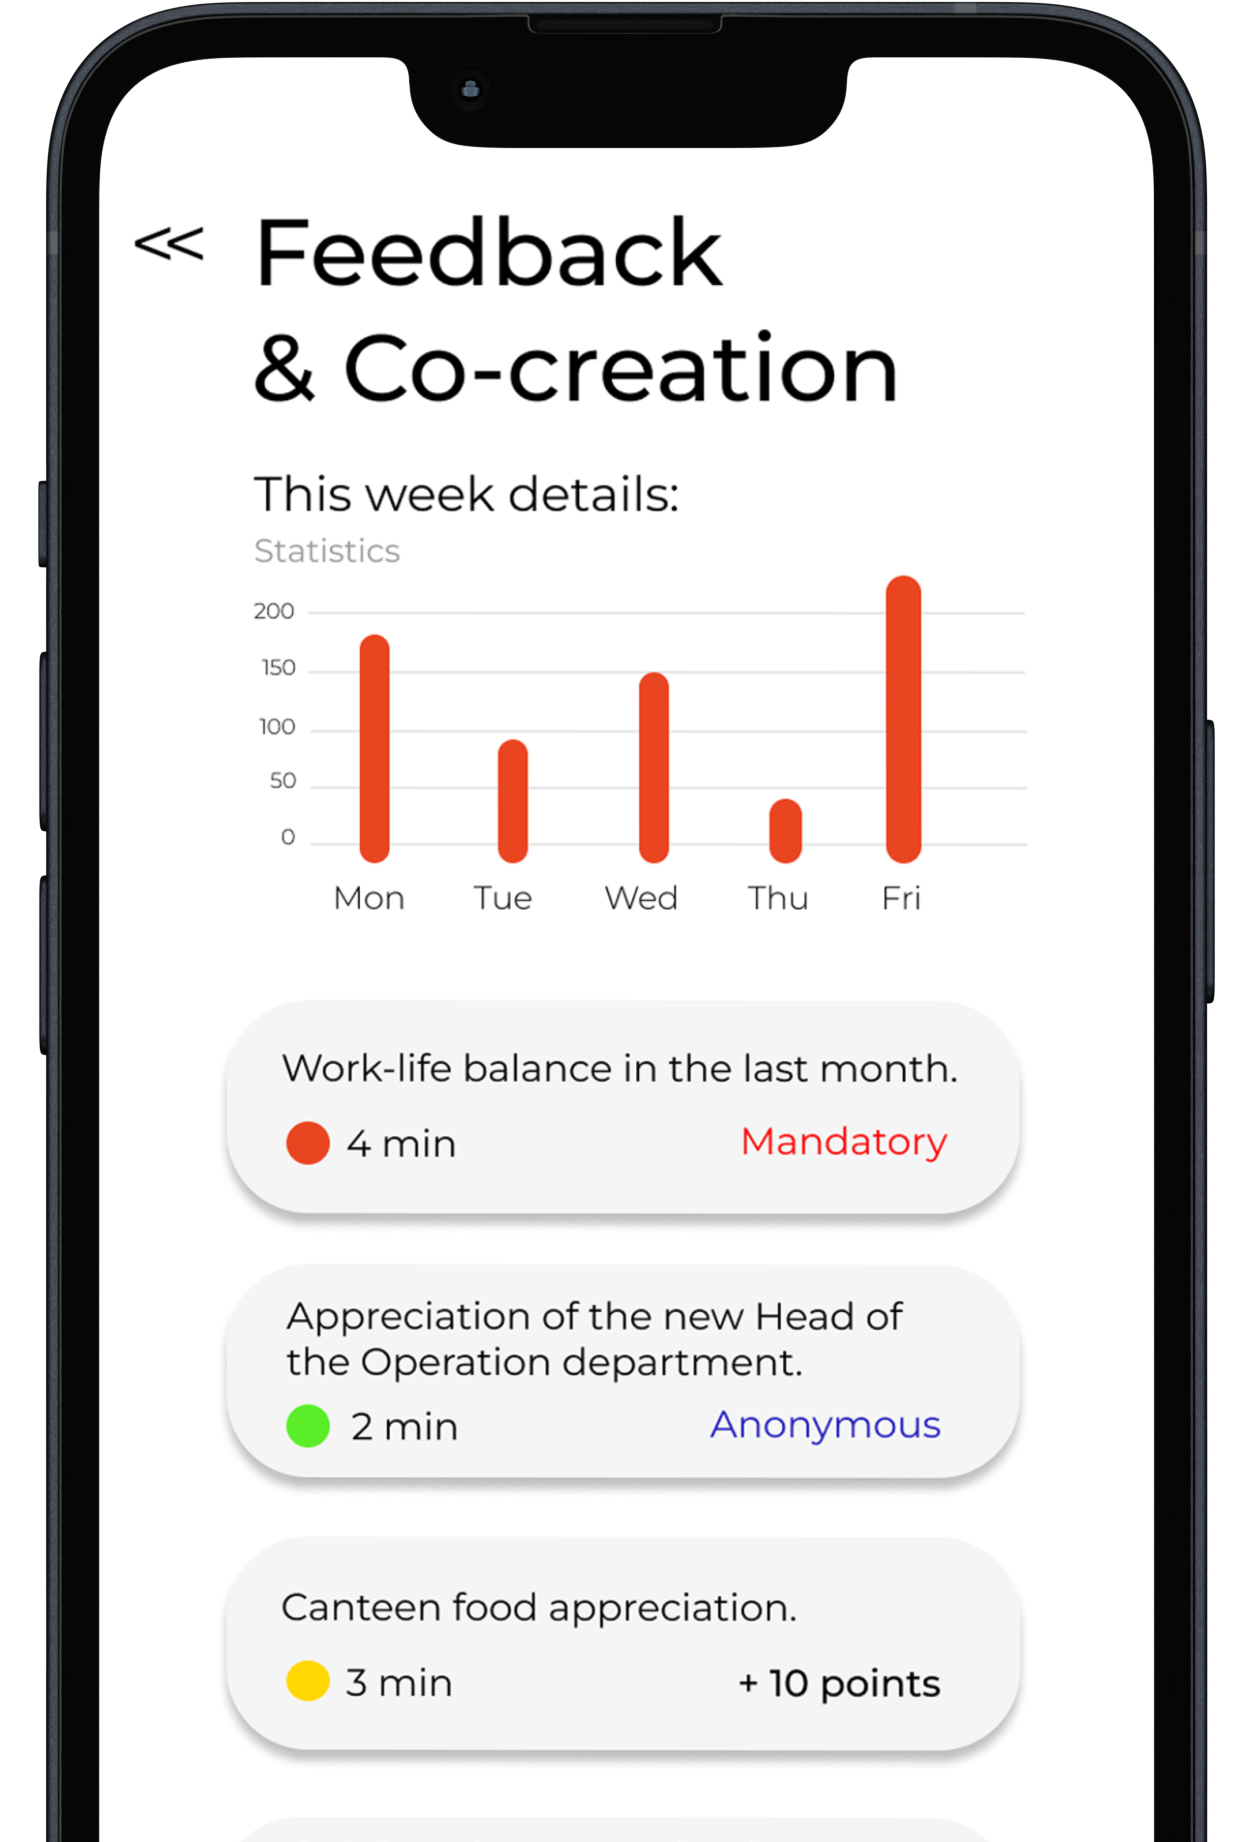 << Feedback
& Co-creation
This week details:
Statistics
200
150
100
50
0
Mon Tue Wed Thu Fri
Work-life balance in the last month.
4 min Mandatory
Appreciation of the new Head of
the Operation department.
2 min Anonymous
Canteen food appreciation.
3 min + 10 points